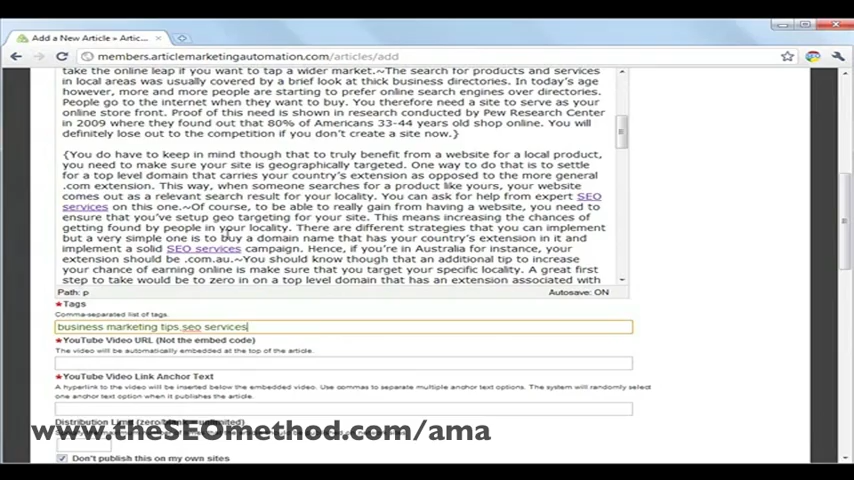 Add a New Article » Artic...
members.articlemarketingautomation.com/articles/add
take the online leap if you want to tap a wider market.~The search for products and services
in local areas was usually covered by a brief look at thick business directories. In today's age
however, more and more people are starting to prefer online search engines over directories.
People go to the internet when they want to buy. You therefore need a site to serve as your
online store front. Proof of this need is shown in research conducted by Pew Research Center
in 2009 where they found out that 80% of Americans 33-44 years old shop online. You will
definitely lose out to the competition if you don't create a site now.}
{You do have to keep in mind though that to truly benefit from a website for a local product,
you need to make sure your site is geographically targeted. One way to do that is to settle
for a top level domain that carries your country's extension as opposed to the more general
.com extension. This way, when someone searches for a product like yours, your website
comes out as a relevant search result for your locality. You can ask for help from expert SEO
services on this one.~Of course, to be able to really gain from having a website, you need to
ensure that you've setup geo targeting for your site. This means increasing the chances of
getting found by people in your locality. There are different strategies that you can implement
but a very simple one is to buy a domain name that has your country's extension in it and
implement a solid SEO services campaign. Hence, if you're in Australia for instance, your
extension should be .com.au.~You should know though that an additional tip to increase
your chance of earning online is make sure that you target your specific locality. A great first
step to take would be to zero in on a top level domain that has an extension associated with
Path: p
Autosave: ON
★Tags
Comma-separated list of tags.
business marketing tips,seo services
★YouTube Video URL (Not the embed code)
The video will be automatically embedded at the top of the article.
★YouTube Video Link Anchor Text
A hyperlink to the video will be inserted below the embedded video. Use commas to separate multiple anchor text options. The system will randomly
select one anchor text option when it publishes the article.
Distribution Limit (zero/blank = unlimited)
www.theSEOmethod.com/ama
Don't publish this on my own sites